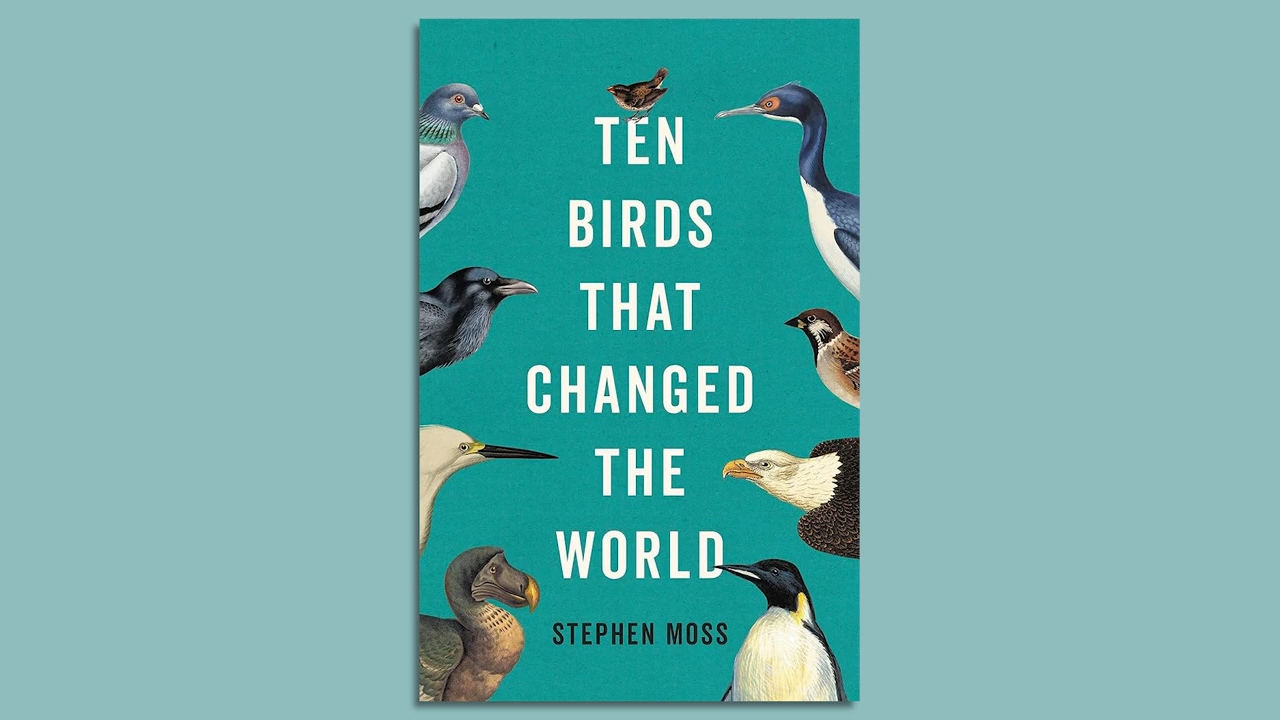 TEN
BIRDS
THAT
CHANGED
THE
WORLD
STEPHEN MOSS